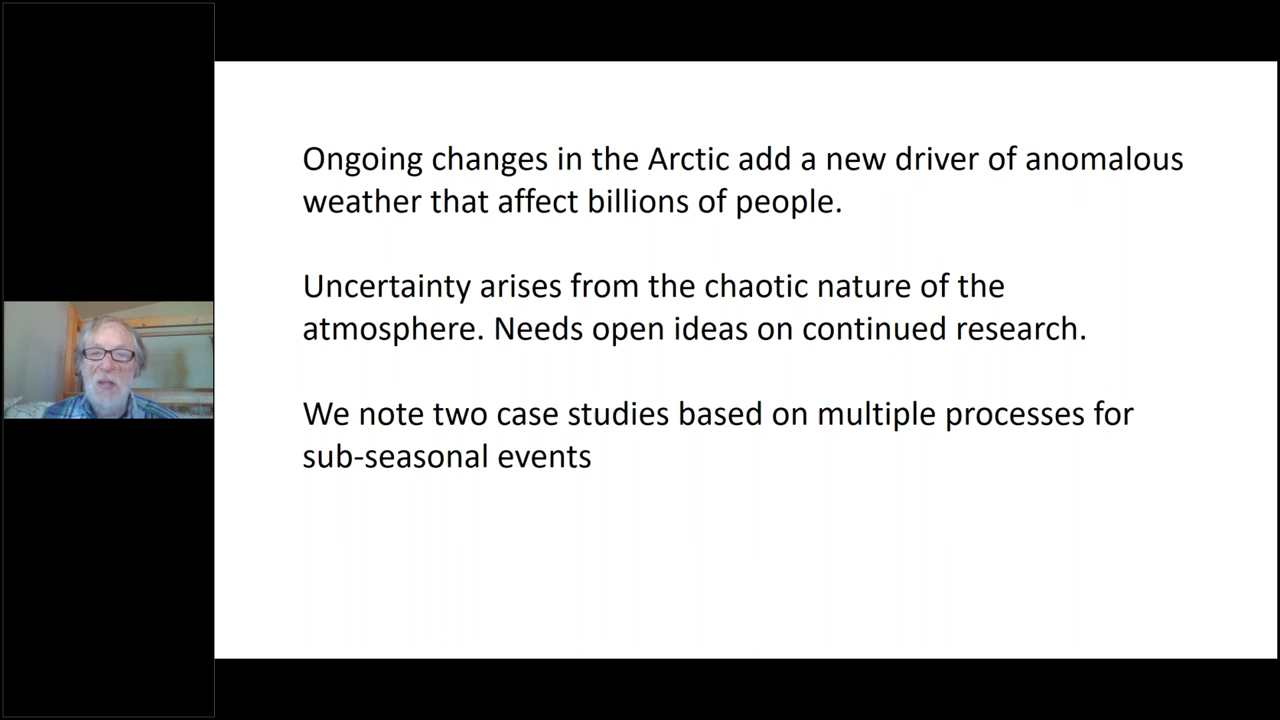 Ongoing changes in the Arctic add a new driver of anomalous
weather that affect billions of people.
Uncertainty arises from the chaotic nature of the
atmosphere. Needs open ideas on continued research.
We note two case studies based on multiple processes for
sub-seasonal events